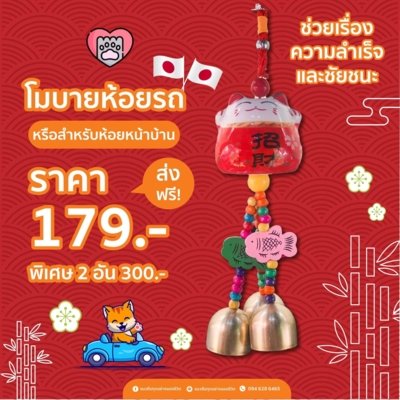 ช่วยเรื่อง
ความสำเร็จ
และชัยชนะ
โมบายห้อยรถ
หรือสำหรับห้อยหน้าบ้าน
ราคา
ส่ง
ฟรี!
179.-
พิเศษ 2 อัน 300.-
招
財
094 628 6465